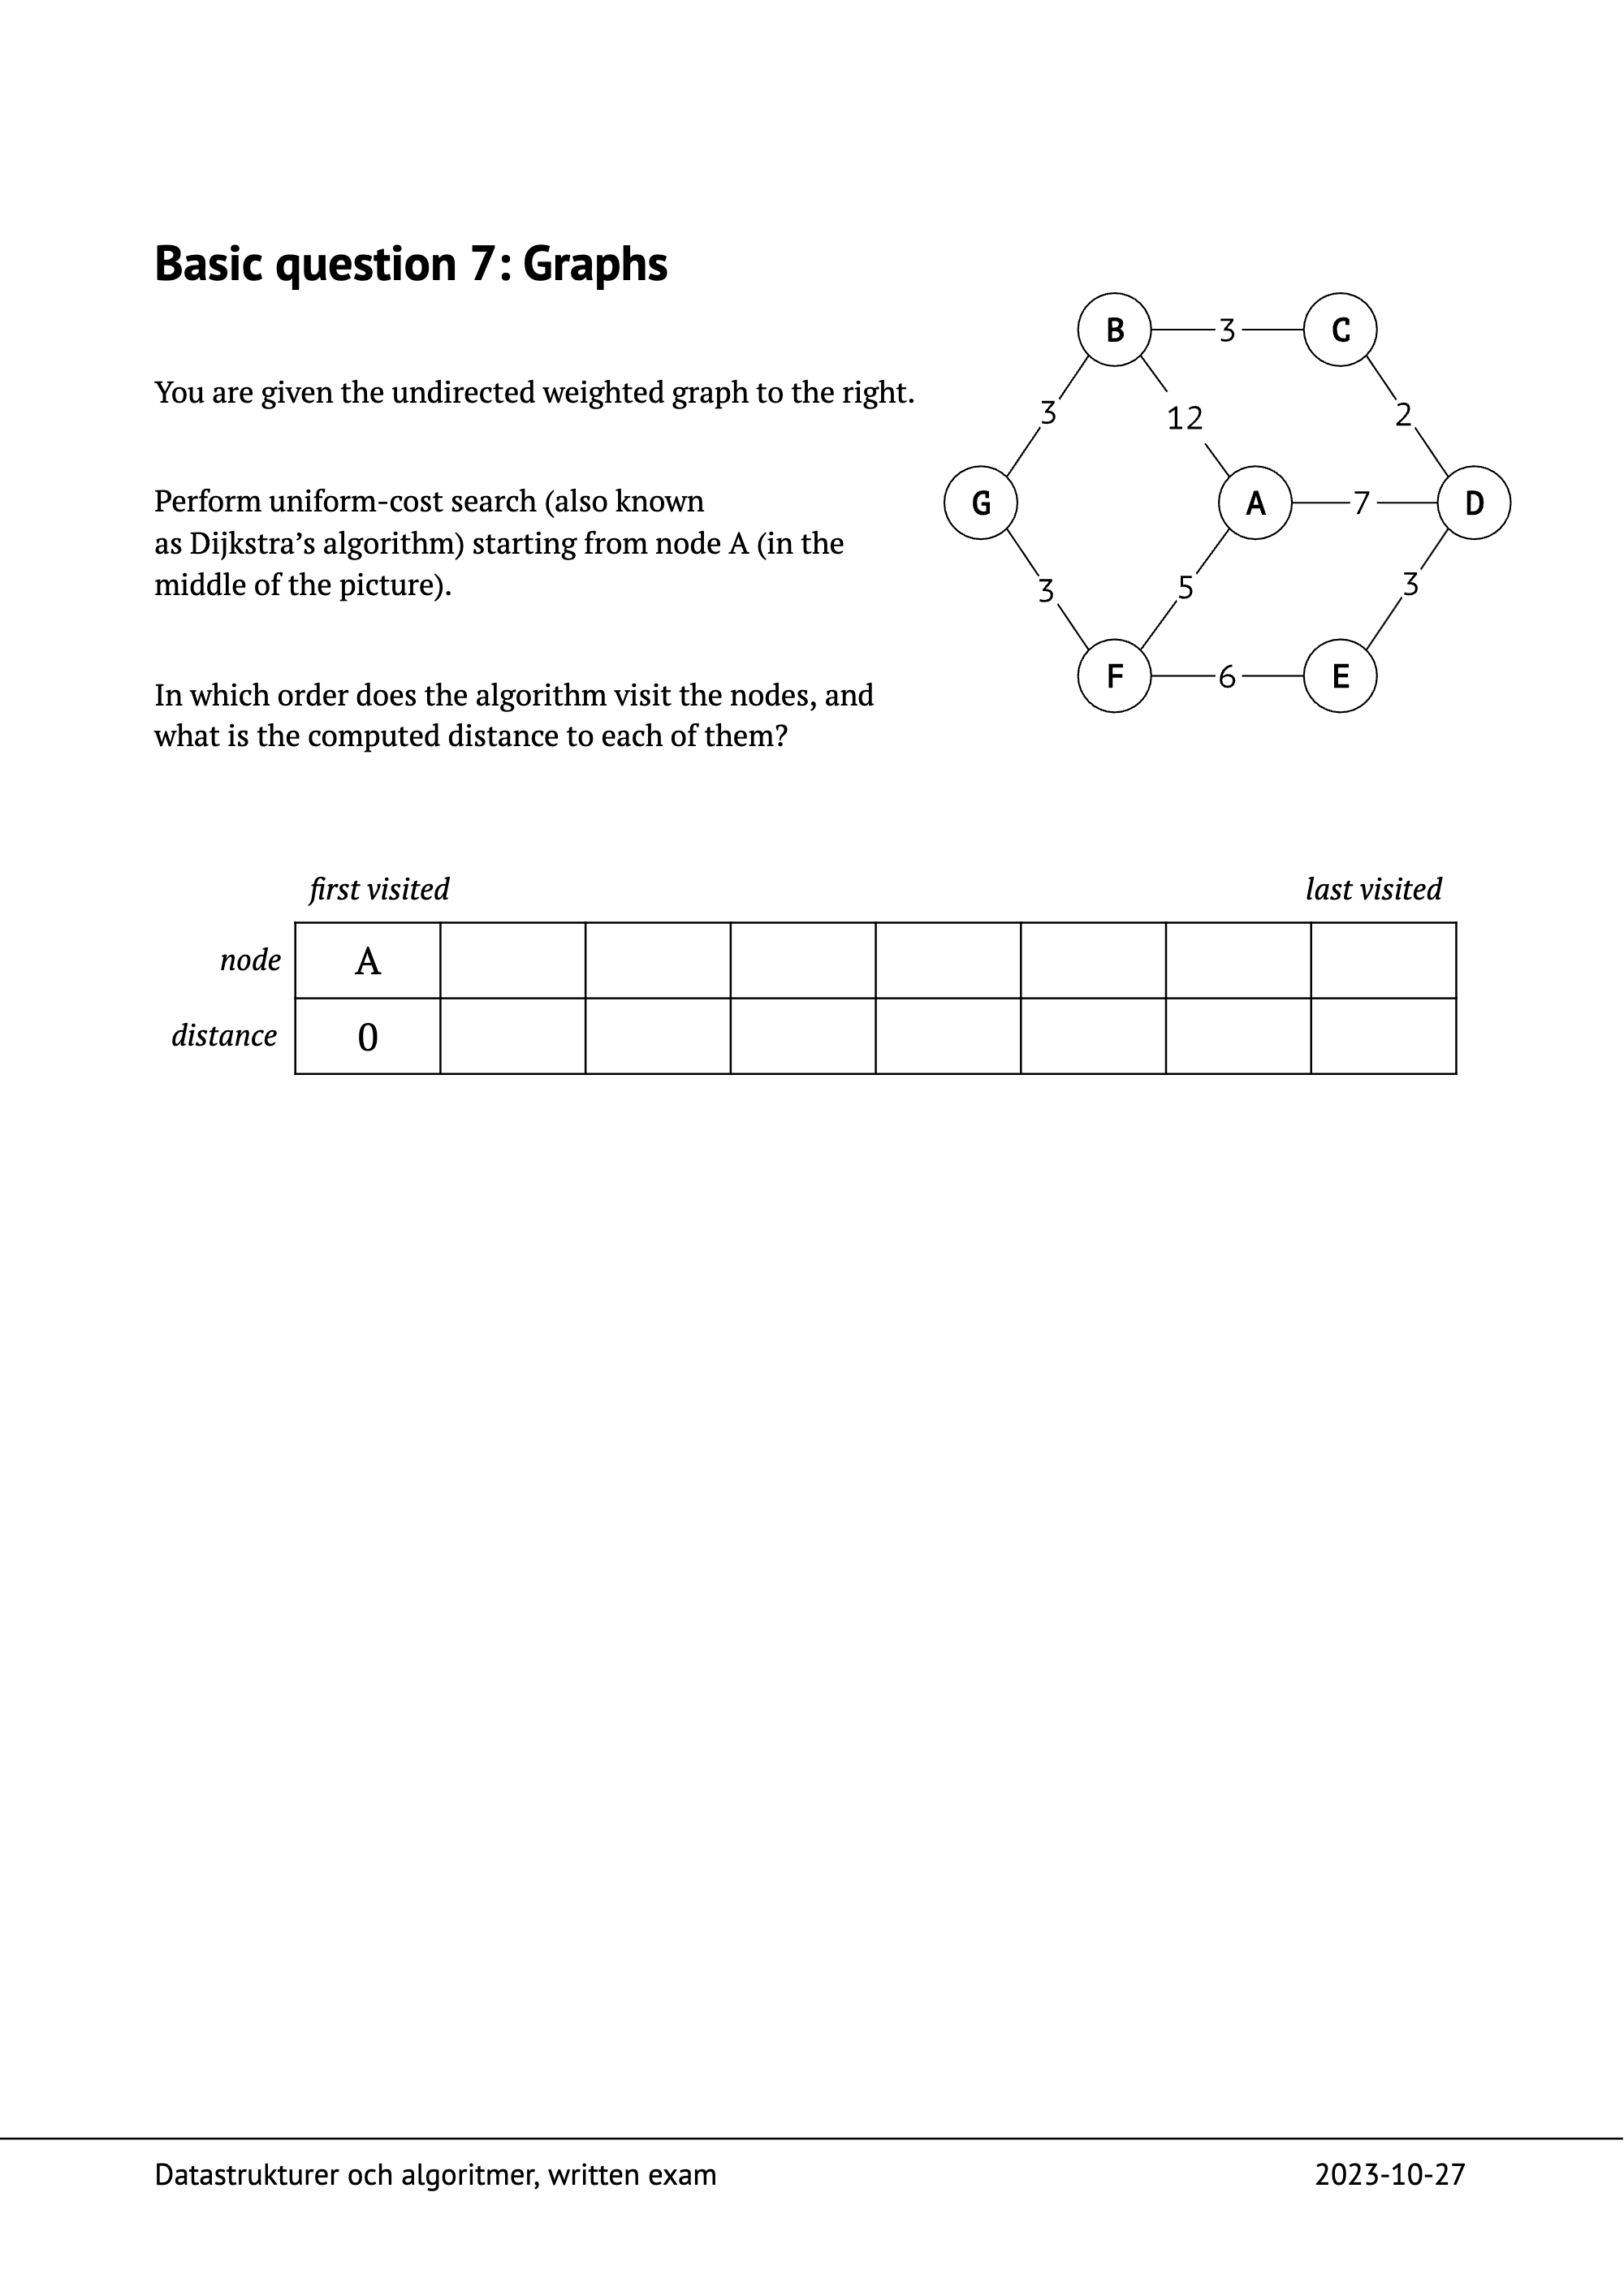 Basic question 7: Graphs
You are given the undirected weighted graph to the right.
Perform uniform-cost search (also known
as Dijkstra’s algorithm) starting from node A (in the
middle of the picture).
In which order does the algorithm visit the nodes, and
what is the computed distance to each of them?
B 3 C
3 12 2
G A 7 D
3 5 3
F 6 E
first visited last visited
node A
distance 0
Datastrukturer och algoritmer, written exam 2023-10-27